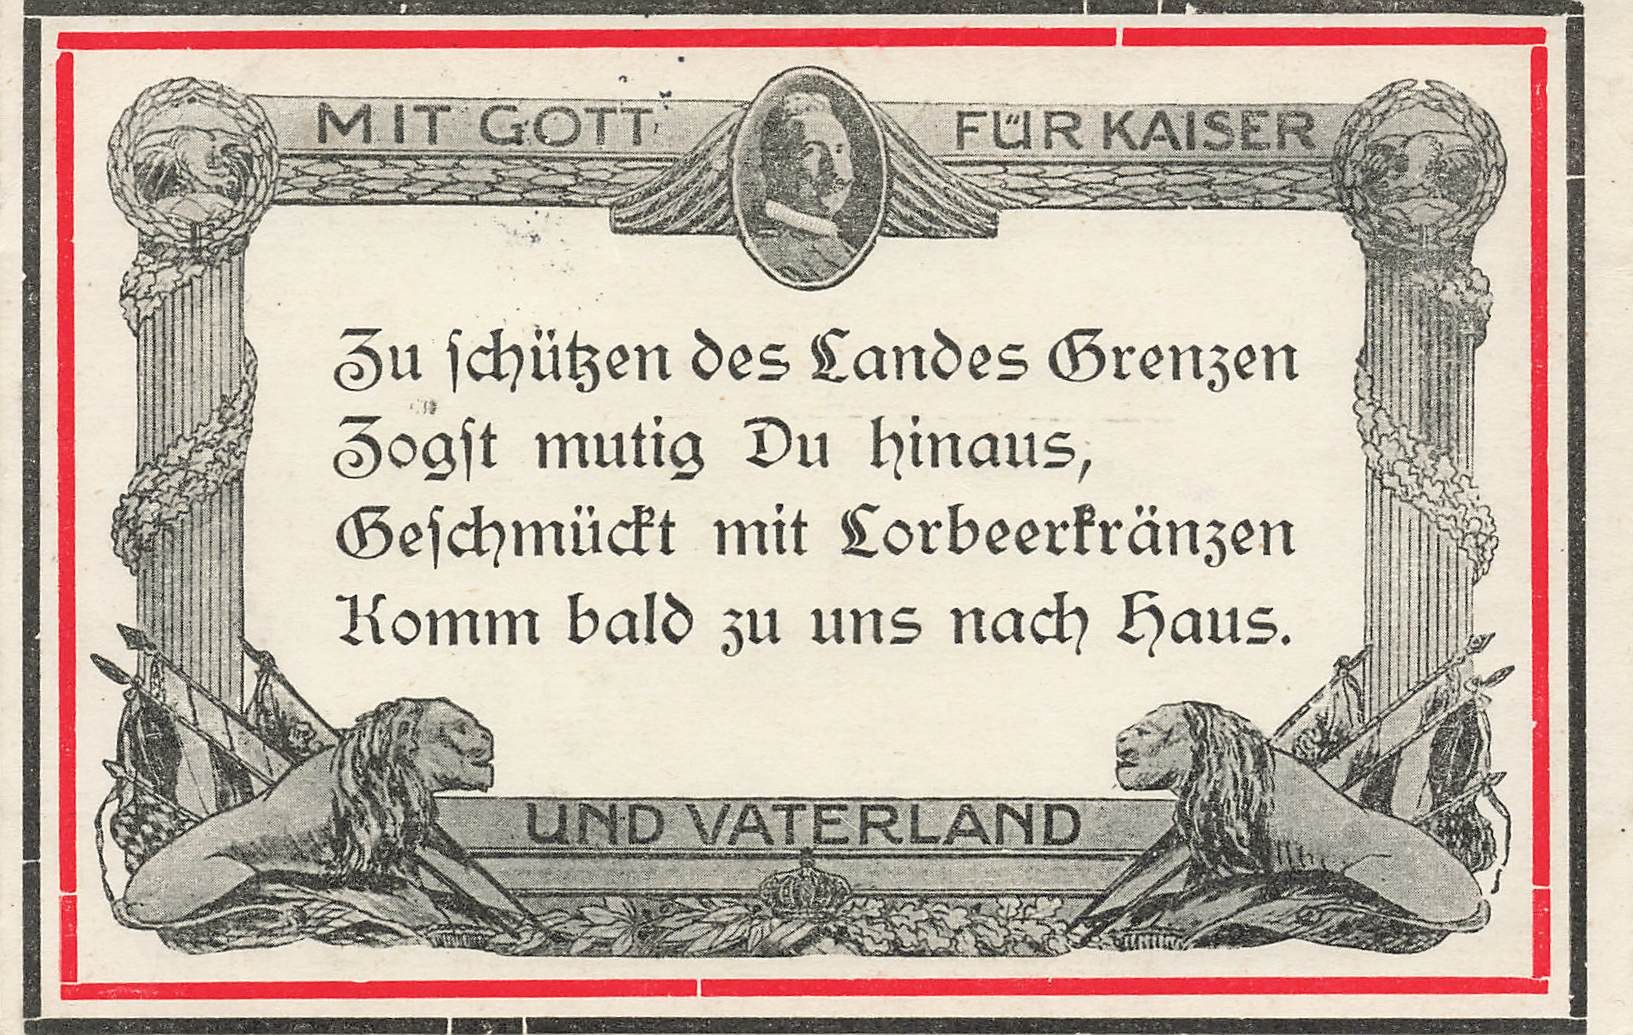 MIT GOTT FÜR KAISER
Zu ſchützen des Landes Grenzen
Zogſt mutig Du hinaus,
Geſchmückt mit Lorbeerkränzen
Komm bald zu uns nach Haus.
UND VATERLAND